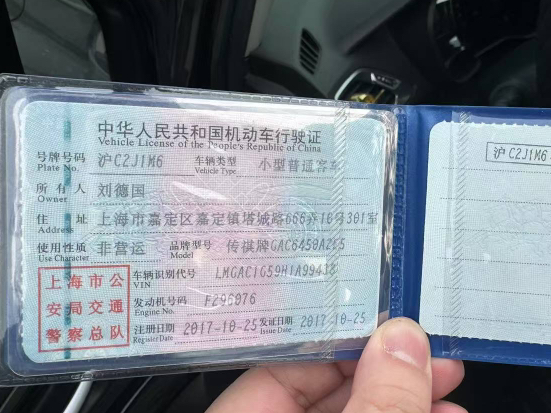 中华人民共和国机动车行驶证
Vehicle License of the People's Republic of China
号牌号码 沪C2J1M6 车辆类型 小型普通客车
Plate No. Vehicle Type
所有人 刘德国
Owner
住址 上海市嘉定区嘉定镇塔城路666弄16号301室
Address
使用性质 非营运 品牌型号 传祺牌GAC6450A2S5
Use Character Model
上海市公安局交通警察总队
车辆识别代号
VIN
发动机号码 FZ96076
Engine No.
注册日期 2017-10-25 发证日期 2017-10-25
Register Date Issue Date
沪C2J1M6